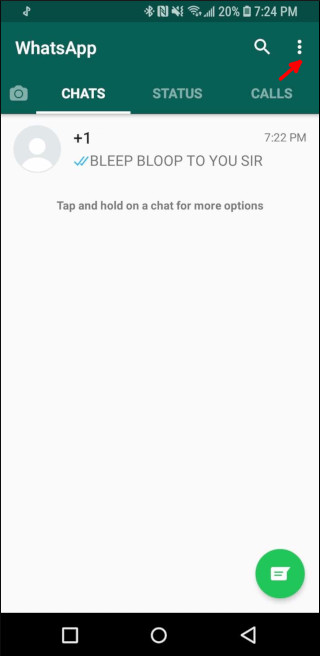 20% 7:24 PM
WhatsApp
CHATS STATUS CALLS
+1 7:22 PM
BLEEP BLOOP TO YOU SIR
Tap and hold on a chat for more options